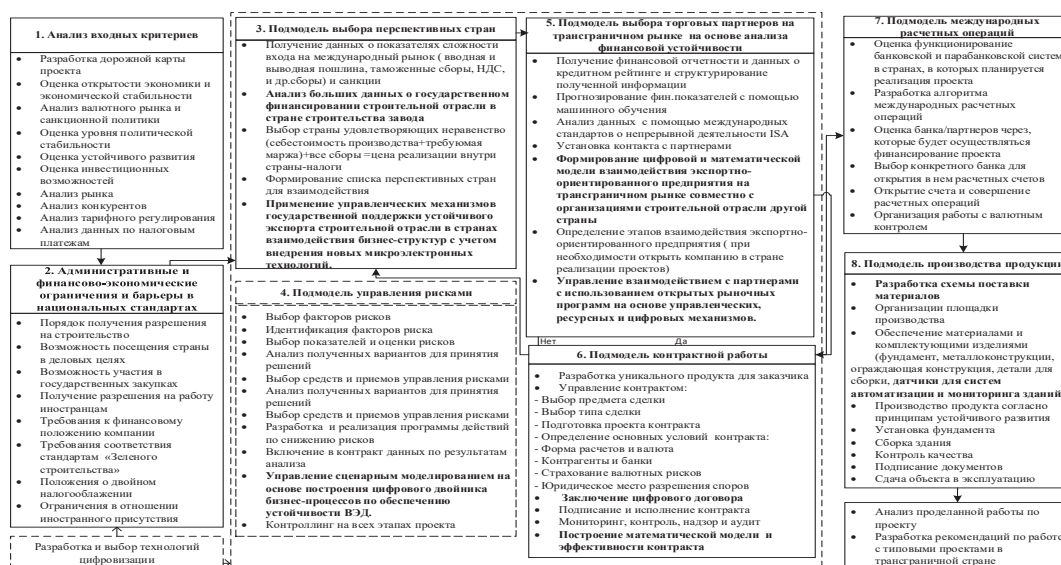 1. Анализ входных критериев
• Разработка дорожной карты
проекта
• Оценка открытости экономики и
экономической стабильности
• Анализ валютного рынка и
санкционной политики
• Оценка уровня политической
стабильности
• Оценка устойчивого развития
• Оценка инвестиционных
возможностей
• Анализ рынка
• Анализ конкурентов
• Анализ тарифного регулирования
• Анализ данных по налоговым
платежам
2. Административные и
финансово-экономические
ограничения и барьеры в
национальных стандартах
• Порядок получения разрешения
на строительство
• Возможность посещения страны
в деловых целях
• Возможность участия в
государственных закупках
• Получение разрешения на работу
иностранцам
• Требования к финансовому
положению компании
• Требования соответствия
стандартам «Зеленого
строительства»
• Положения о двойном
налогообложении
• Ограничения в отношении
иностранного присутствия
Разработка и выбор технологий
цифровизации
3. Подмодель выбора перспективных стран
• Получение данных о показателях сложности
входа на международный рынок ( вводная и
выводная пошлина, таможенные сборы, НДС,
и др.сборы) и санкции
• Анализ больших данных о государственном
финансировании строительной отрасли в
стране строительства завода
• Выбор страны удовлетворяющих неравенство
(себестоимость производства+требуемая
маржа)+все сборы =цена реализации внутри
страны-налоги
• Формирование списка перспективных стран
для взаимодействия
• Применение управленческих механизмов
государственной поддержки устойчивого
экспорта строительной отрасли в странах
взаимодействия бизнес-структур с учетом
внедрения новых микроэлектронных
технологий.
4. Подмодель управления рисками
• Выбор факторов рисков
• Идентификация факторов риска
• Выбор показателей и оценки рисков
• Анализ полученных вариантов для принятия
решений
• Выбор средств и приемов управления рисками
• Анализ полученных вариантов для принятия
решений
• Выбор средств и приемов управления рисками
• Разработка и реализация программы действий
по снижению рисков
• Включение в контракт данных по результатам
анализа
• Управление сценарным моделированием на
основе построения цифрового двойника
бизнес-процессов по обеспечению
устойчивости ВЭД.
• Контроллинг на всех этапах проекта
5. Подмодель выбора торговых партнеров на
трансграничном рынке на основе анализа
финансовой устойчивости
• Получение финансовой отчетности и данных о
кредитном рейтинге и структурирование
полученной информации
• Прогнозирование фин.показателей с помощью
машинного обучения
• Анализ данных с помощью международных
стандартов о непрерывной деятельности ISA
• Установка контакта с партнерами
• Формирование цифровой и математической
модели взаимодействия экспортно-
ориентированного предприятия на
трансграничном рынке совместно с
организациями строительной отрасли другой
страны
• Определение этапов взаимодействия экспортно-
ориентированного предприятия ( при
необходимости открыть компанию в стране
реализации проектов)
• Управление взаимодействием с партнерами
с использованием открытых рыночных
программ на основе управленческих,
ресурсных и цифровых механизмов.
Нет Да
6. Подмодель контрактной работы
• Разработка уникального продукта для заказчика
• Управление контрактом:
- Выбор предмета сделки
- Выбор типа сделки
- Подготовка проекта контракта
- Определение основных условий контракта:
- Форма расчетов и валюта
- Контрагенты и банки
- Страхование валютных рисков
- Юридическое место разрешения споров
• Заключение цифрового договора
• Подписание и исполнение контракта
• Мониторинг, контроль, надзор и аудит
• Построение математической модели и
эффективности контракта
7. Подмодель международных
расчетных операций
• Оценка функционирование
банковской и парабанковской систем
в странах, в которых планируется
реализация проекта
• Разработка алгоритма
международных расчетных
операций
• Оценка банка/партнеров через,
которые будет осуществляться
финансирование проекта
• Выбор конкретного банка для
открытия в нем расчетных счетов
• Открытие счета и совершение
расчетных операций
• Организация работы с валютным
контролем
8. Подмодель производства продукции
• Разработка схемы поставки
материалов
• Организации площадки
производства
• Обеспечение материалами и
комплектующими изделиями
(фундамент, металлоконструкции,
ограждающая конструкция, детали для
сборки, датчики для систем
автоматизации и мониторинга зданий
• Производство продукта согласно
принципам устойчивого развития
• Установка фундамента
• Сборка здания
• Контроль качества
• Подписание документов
• Сдача объекта в эксплуатацию
• Анализ проделанной работы по
проекту
• Разработка рекомендаций по работе
с типовыми проектами в
трансграничной стране